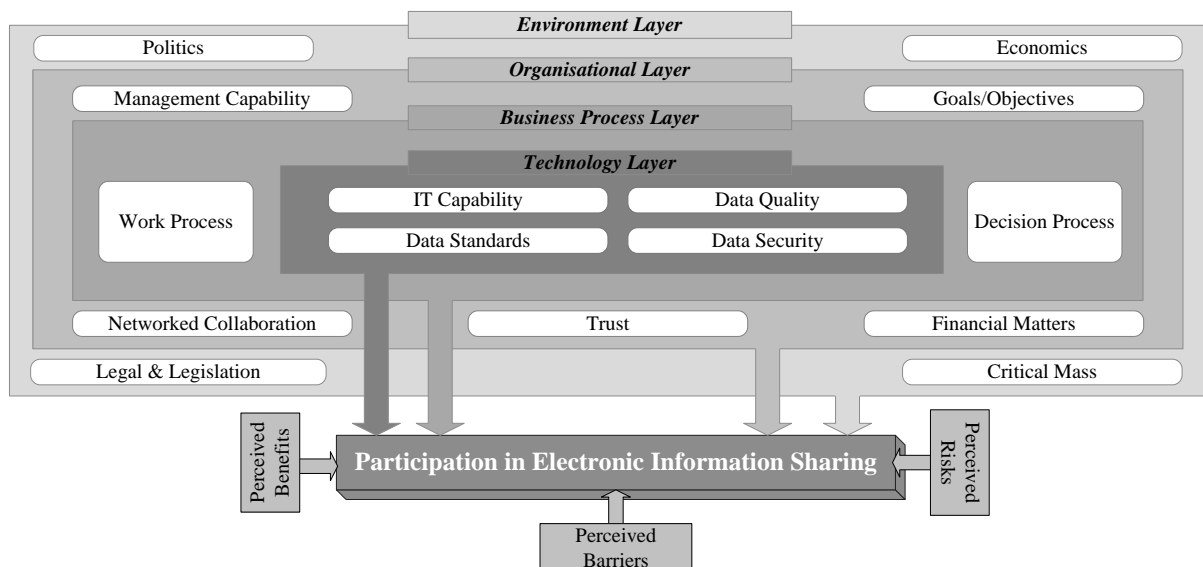 Environment Layer
Politics
Economics
Organisational Layer
Management Capability
Goals/Objectives
Business Process Layer
Technology Layer
Work Process
IT Capability
Data Quality
Decision Process
Data Standards
Data Security
Networked Collaboration
Trust
Financial Matters
Legal & Legislation
Critical Mass
Perceived
Benefits
Participation in Electronic Information Sharing
Perceived
Risks
Perceived
Barriers